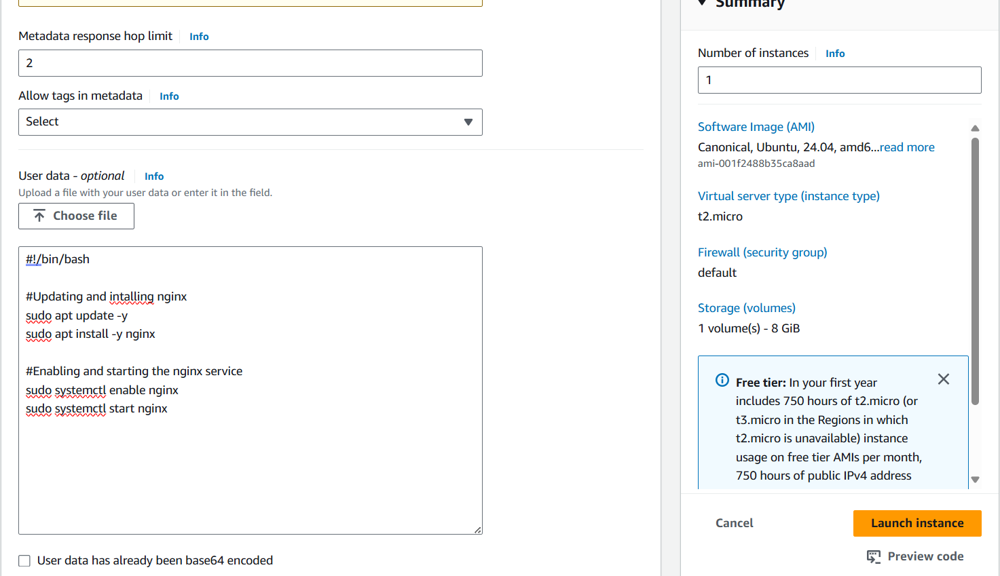 Metadata response hop limit Info
2
Allow tags in metadata Info
Select
User data - optional Info
Upload a file with your user data or enter it in the field.
Choose file
#!/bin/bash
#Updating and intalling nginx
sudo apt update -y
sudo apt install -y nginx
#Enabling and starting the nginx service
sudo systemctl enable nginx
sudo systemctl start nginx
User data has already been base64 encoded
Summary
Number of instances Info
1
Software Image (AMI)
Canonical, Ubuntu, 24.04, amd6...read more
ami-001f2488b35ca8aad
Virtual server type (instance type)
t2.micro
Firewall (security group)
default
Storage (volumes)
1 volume(s) - 8 GiB
Free tier: In your first year
includes 750 hours of t2.micro (or
t3.micro in the Regions in which
t2.micro is unavailable) instance
usage on free tier AMIs per month,
750 hours of public IPv4 address
Cancel
Launch instance
Preview code